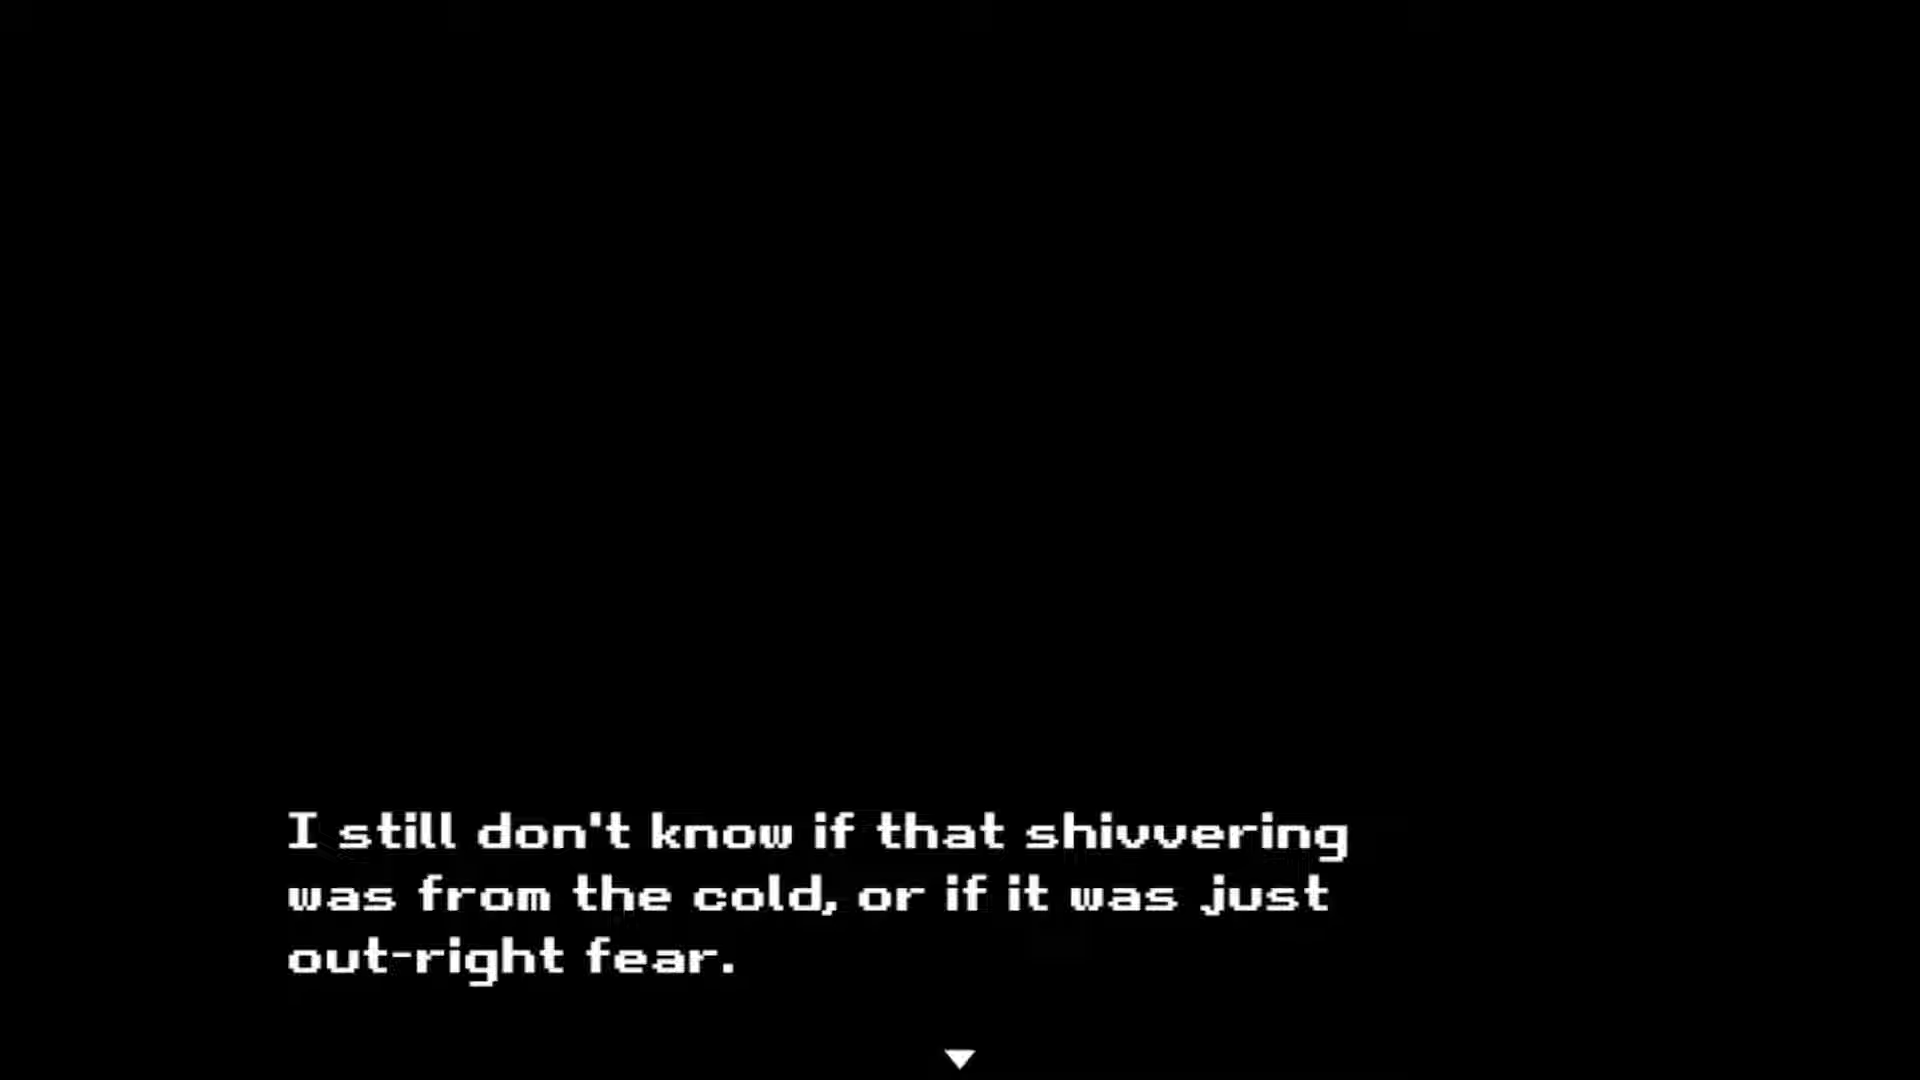 I still don't know if that shivvering
was from the cold, or if it was just
out-right fear.